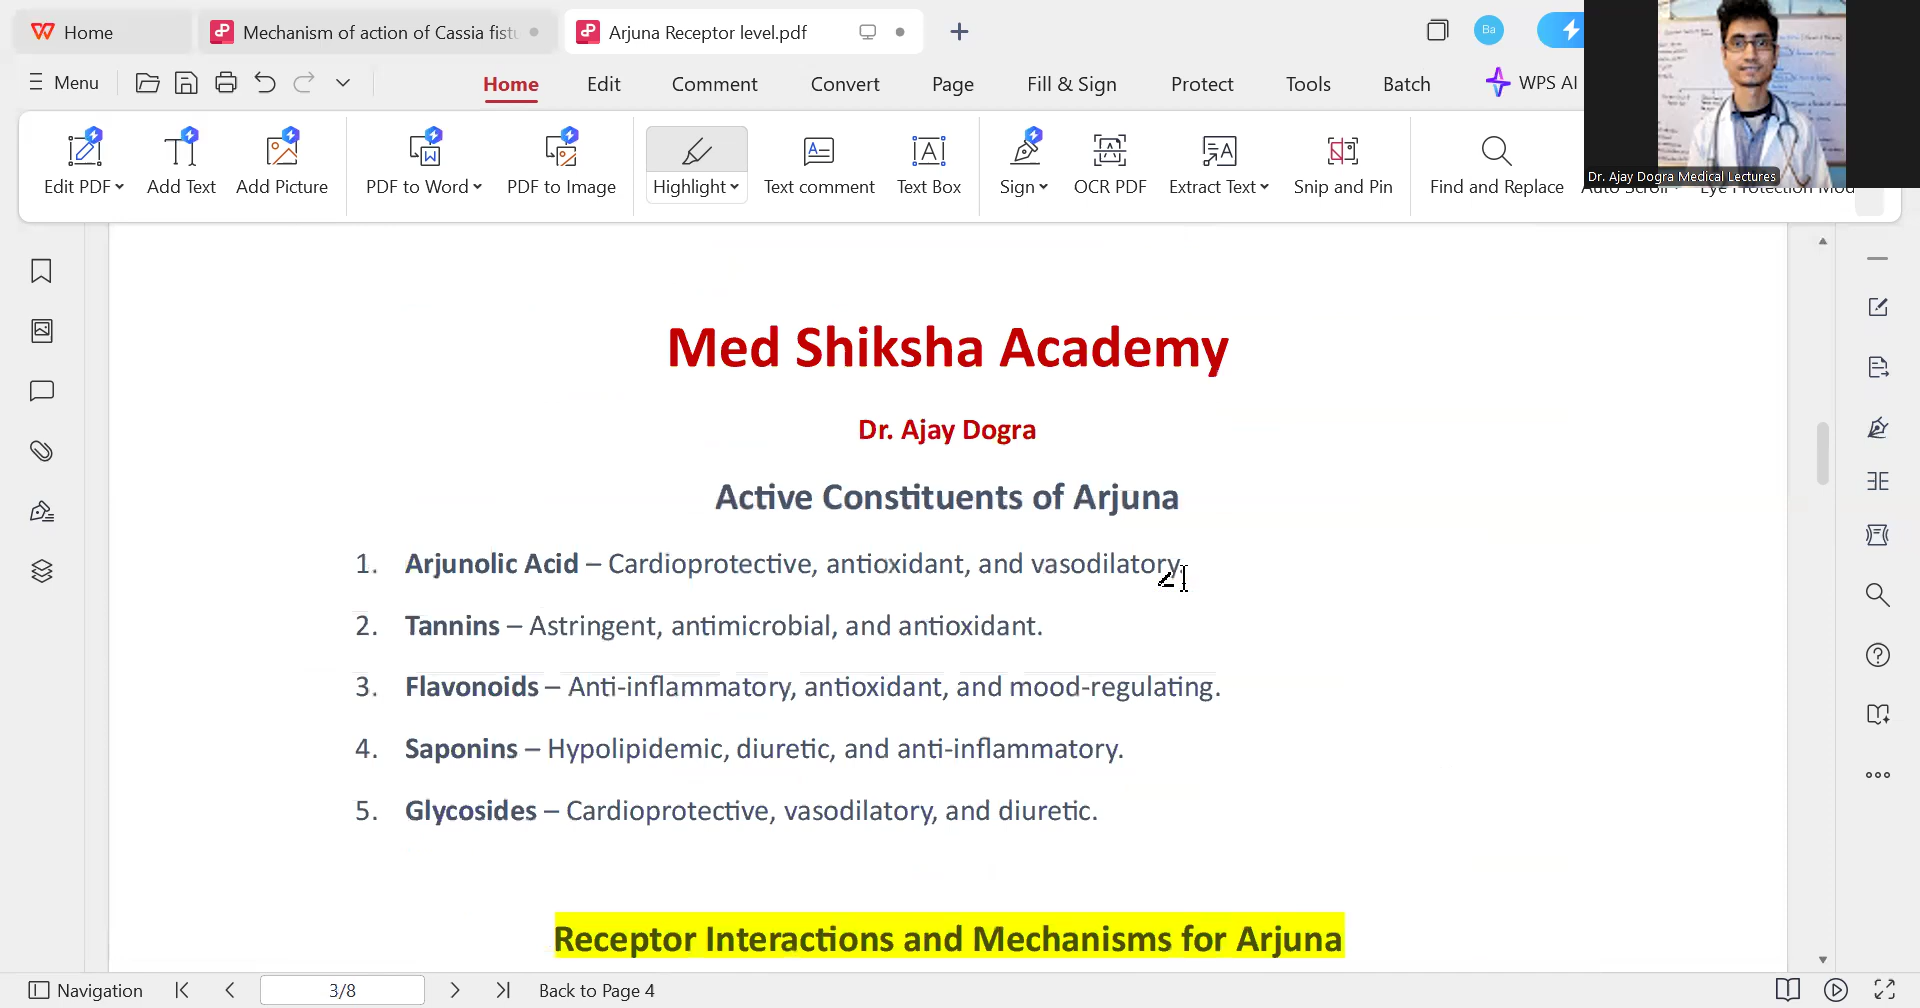 Home
Mechanism of action of Cassia fistu
Arjuna Receptor level.pdf
Ba
Menu
Home
Edit
Comment
Convert
Page
Fill & Sign
Protect
Tools
Batch
WPS AI
Edit PDF
Add Text
Add Picture
PDF to Word
PDF to Image
Highlight
Text comment
Text Box
Sign
OCR PDF
Extract Text
Snip and Pin
Find and Replace
Dr. Ajay Dogra Medical Lectures
Med Shiksha Academy
Dr. Ajay Dogra
Active Constituents of Arjuna
1. Arjunolic Acid – Cardioprotective, antioxidant, and vasodilatory.
2. Tannins – Astringent, antimicrobial, and antioxidant.
3. Flavonoids – Anti-inflammatory, antioxidant, and mood-regulating.
4. Saponins – Hypolipidemic, diuretic, and anti-inflammatory.
5. Glycosides – Cardioprotective, vasodilatory, and diuretic.
Receptor Interactions and Mechanisms for Arjuna
Navigation
3/8
Back to Page 4